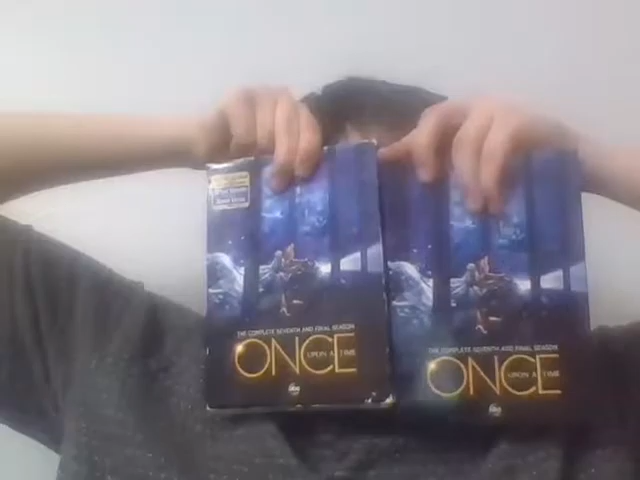 THE COMPLETE SEVENTH AND FINAL SEASON
ONCE
UPON A TIME
abc
THE COMPLETE SEVENTH AND FINAL SEASON
ONCE
UPON A TIME
abc